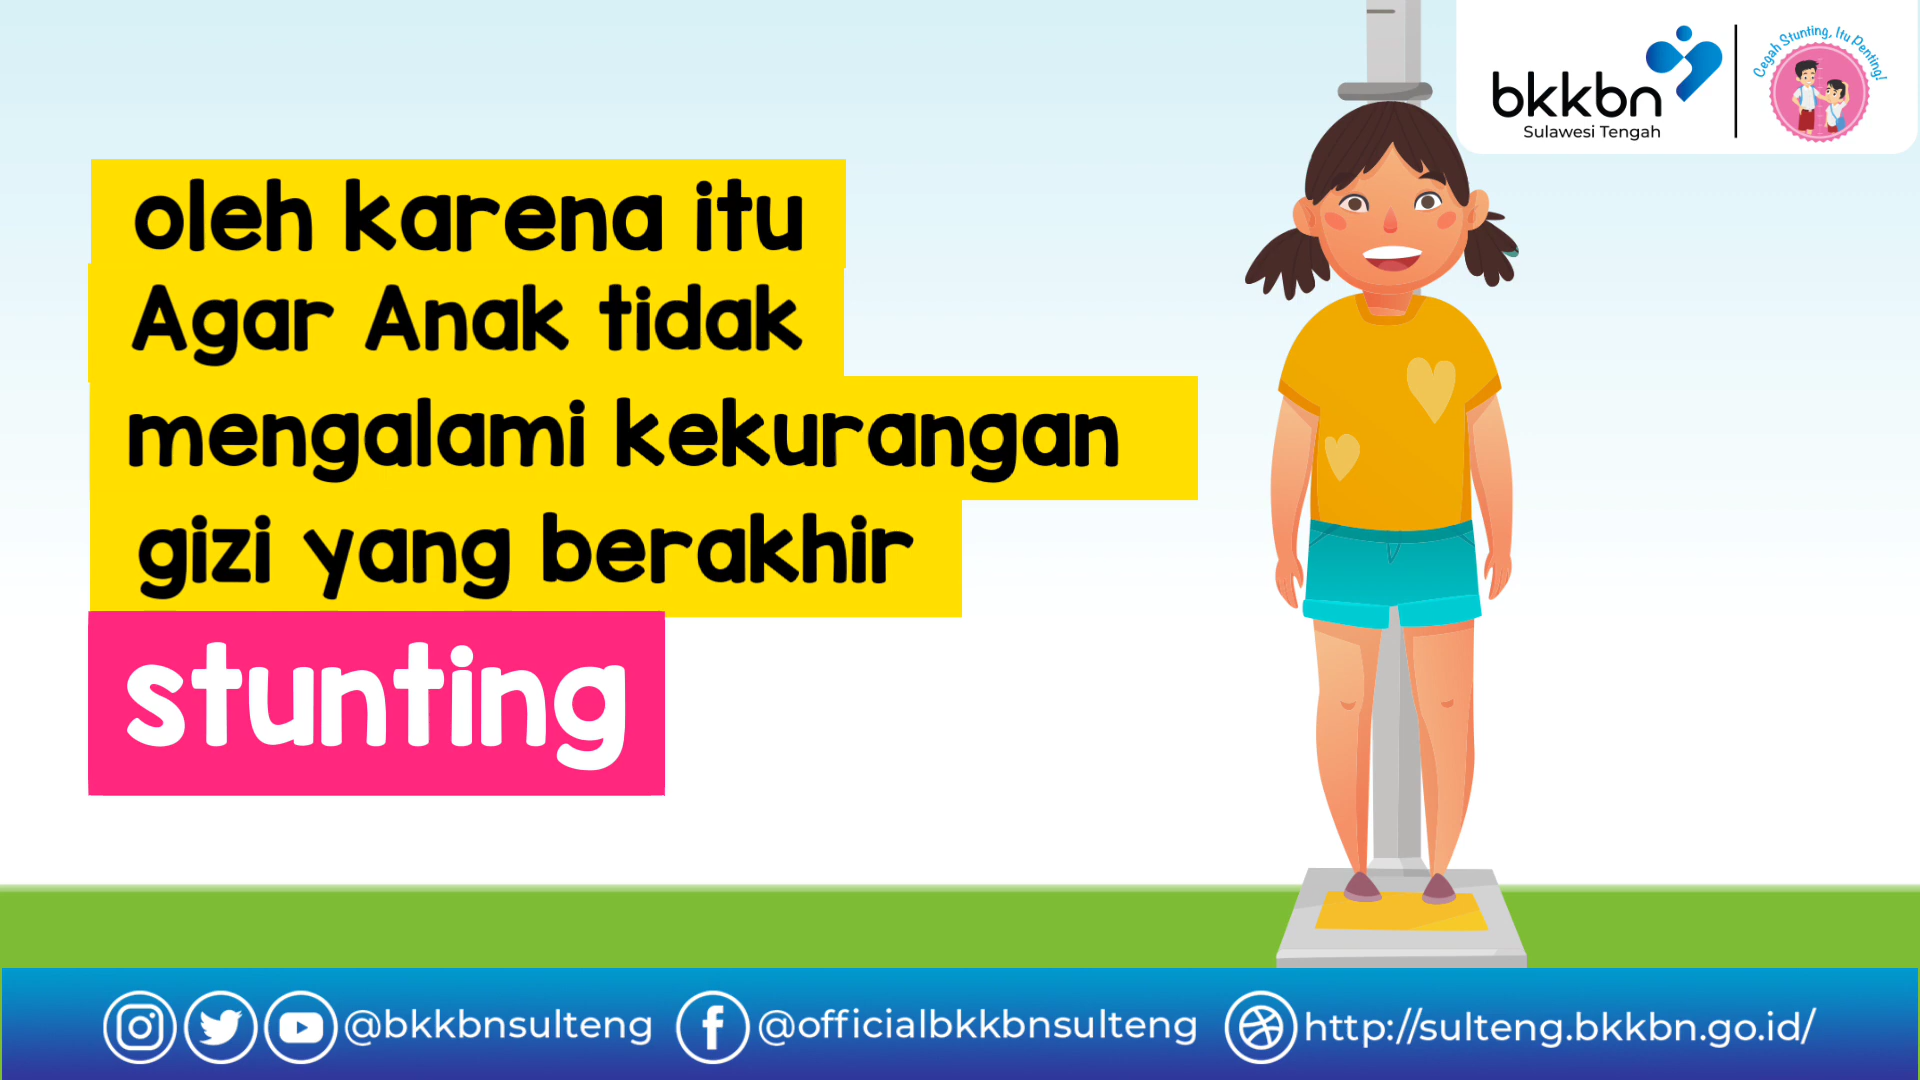 bkkbn
Sulawesi Tengah
Cegah Stunting, Itu Penting!
oleh karena itu
Agar Anak tidak
mengalami kekurangan
gizi yang berakhir
stunting
@bkkbnsulteng
@officialbkkbnsulteng
http://sulteng.bkkbn.go.id/